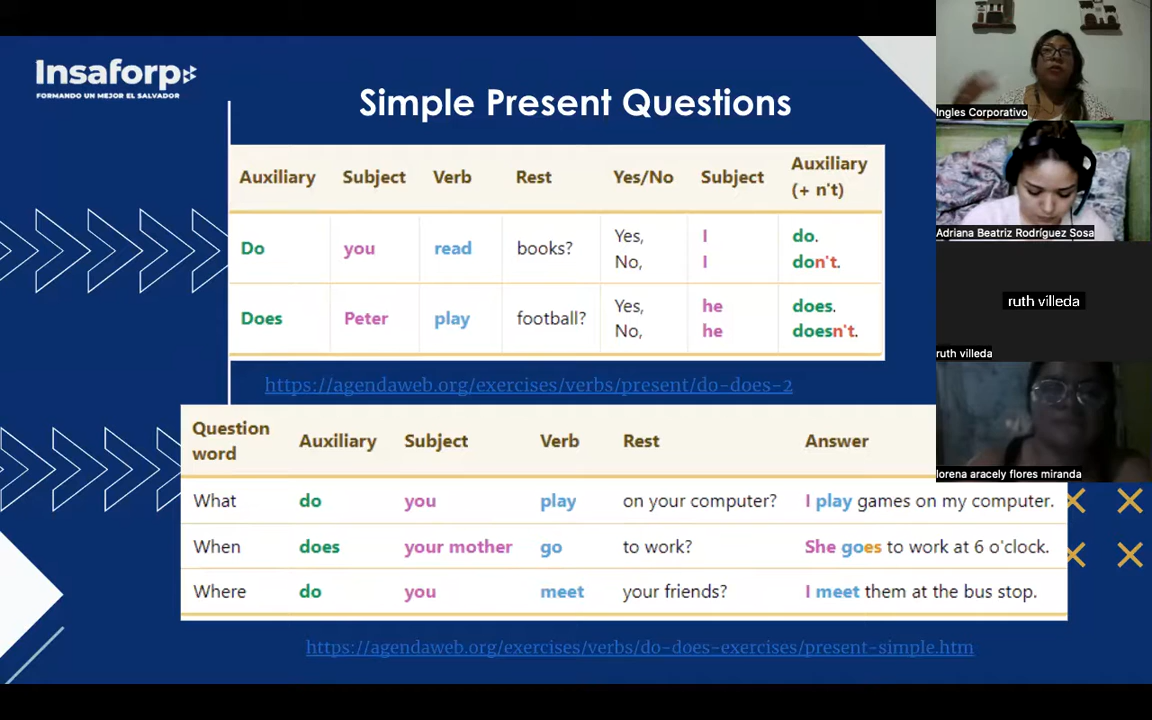 Insaforp
FORMANDO UN MEJOR EL SALVADOR
Simple Present Questions
Auxiliary Subject Verb Rest Yes/No Subject Auxiliary (+ n't)
Do you read books? Yes, I do.
No, I don't.
Does Peter play football? Yes, he does.
No, he doesn't.
https://agendaweb.org/exercises/verbs/present/do-does-2
Question word Auxiliary Subject Verb Rest Answer
What do you play on your computer? I play games on my computer.
When does your mother go to work? She goes to work at 6 o'clock.
Where do you meet your friends? I meet them at the bus stop.
https://agendaweb.org/exercises/verbs/do-does-exercises/present-simple.htm
Ingles Corporativo
Adriana Beatriz Rodríguez Sosa
ruth villeda
ruth villeda
lorena aracely flores miranda